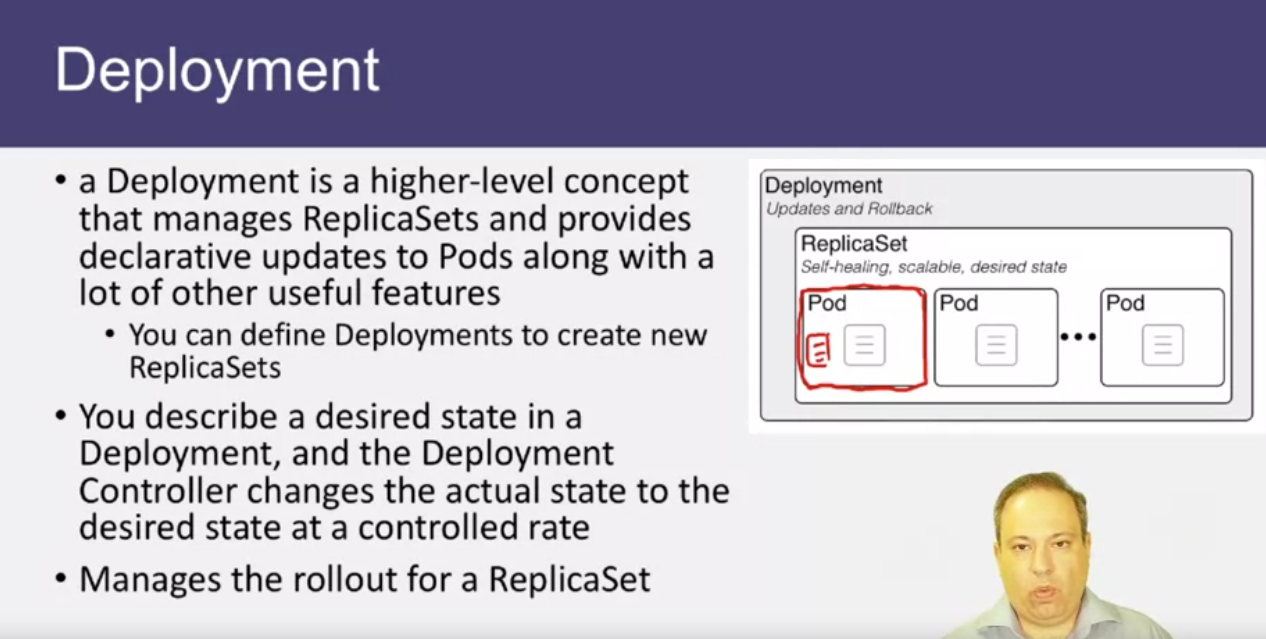 Deployment
• a Deployment is a higher-level concept
that manages ReplicaSets and provides
declarative updates to Pods along with a
lot of other useful features
• You can define Deployments to create new
ReplicaSets
• You describe a desired state in a
Deployment, and the Deployment
Controller changes the actual state to the
desired state at a controlled rate
• Manages the rollout for a ReplicaSet
Deployment
Updates and Rollback
ReplicaSet
Self-healing, scalable, desired state
Pod
Pod
•••
Pod